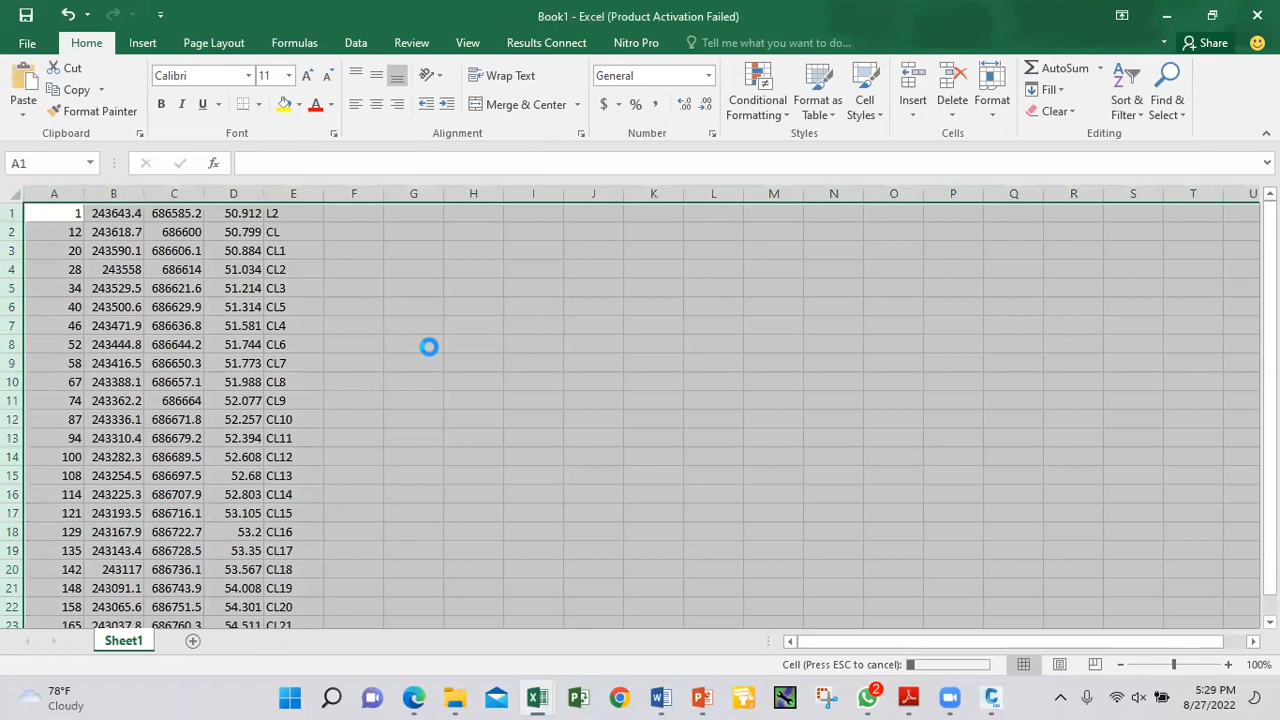 Book1 - Excel (Product Activation Failed)
File Home Insert Page Layout Formulas Data Review View Results Connect Nitro Pro Tell me what you want to do... Share
Paste Cut Copy Format Painter Clipboard
Calibri 11 B I U A Font
Wrap Text Merge & Center Alignment
General $ % , Number
Conditional Formatting Format as Table Cell Styles Styles
Insert Delete Format Cells
AutoSum Fill Clear Sort & Filter Find & Select Editing
A1 fx
A B C D E F G H I J K L M N O P Q R S T U
1 1 243643.4 686585.2 50.912 L2
2 12 243618.7 686600 50.799 CL
3 20 243590.1 686606.1 50.884 CL1
4 28 243558 686614 51.034 CL2
5 34 243529.5 686621.6 51.214 CL3
6 40 243500.6 686629.9 51.314 CL5
7 46 243471.9 686636.8 51.581 CL4
8 52 243444.8 686644.2 51.744 CL6
9 58 243416.5 686650.3 51.773 CL7
10 67 243388.1 686657.1 51.988 CL8
11 74 243362.2 686664 52.077 CL9
12 87 243336.1 686671.8 52.257 CL10
13 94 243310.4 686679.2 52.394 CL11
14 100 243282.3 686689.5 52.608 CL12
15 108 243254.5 686697.5 52.68 CL13
16 114 243225.3 686707.9 52.803 CL14
17 121 243193.5 686716.1 53.105 CL15
18 129 243167.9 686722.7 53.2 CL16
19 135 243143.4 686728.5 53.35 CL17
20 142 243117 686736.1 53.567 CL18
21 148 243091.1 686743.9 54.008 CL19
22 158 243065.6 686751.5 54.301 CL20
23 165 243037.8 686760.3 54.511 CL21
Sheet1
Cell (Press ESC to cancel): 100%
78°F
Cloudy
2
5:29 PM
8/27/2022